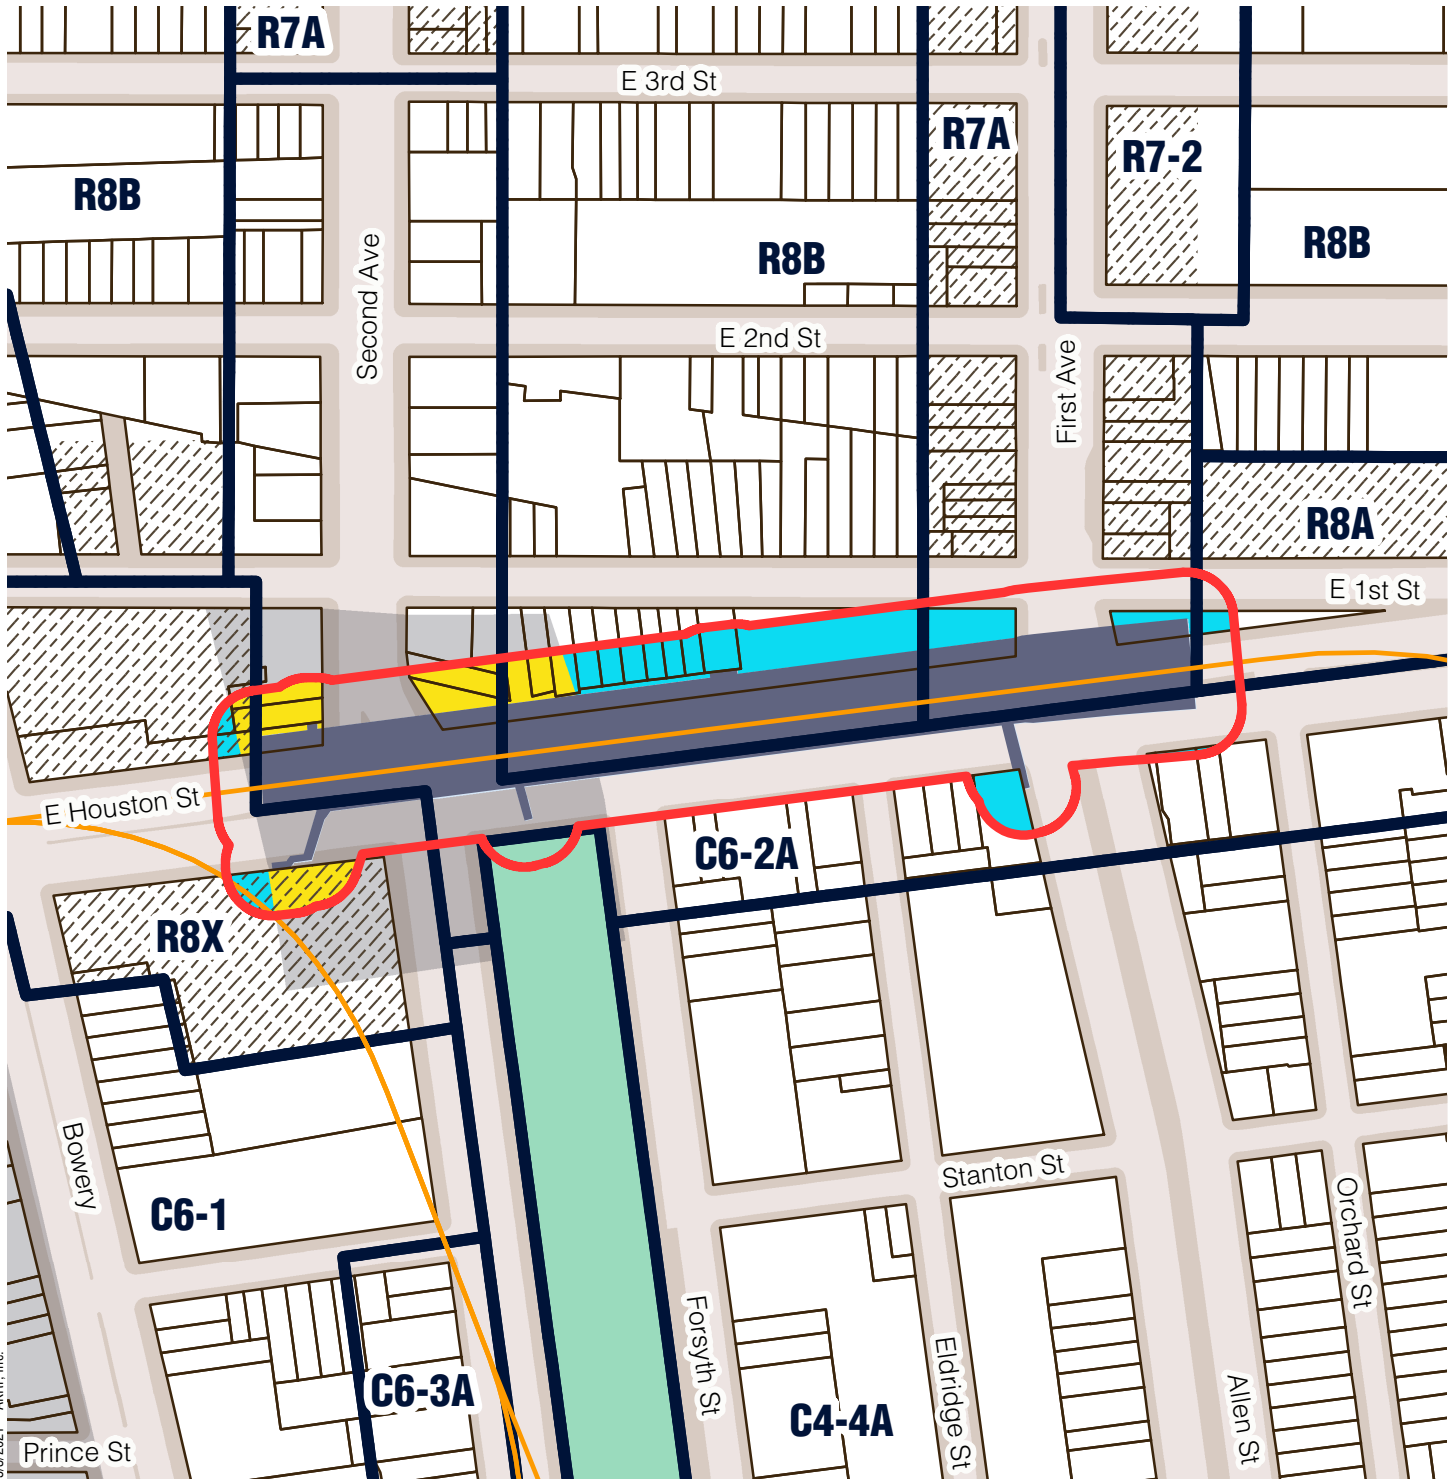 R7A
E 3rd St
R7A
R7-2
R8B
R8B
R8B
Second Ave
E 2nd St
First Ave
R8A
E 1st St
E Houston St
C6-2A
R8X
Bowery
Stanton St
C6-1
Orchard St
Forsyth St
Eldridge St
C6-3A
Allen St
C4-4A
Prince St